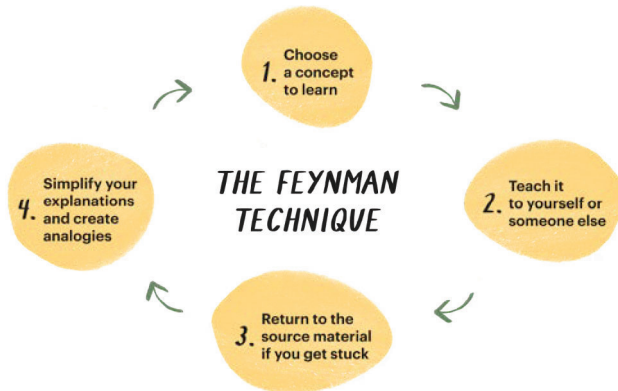 1. Choose
a concept
to learn
THE FEYNMAN
TECHNIQUE
2. Teach it
to yourself or
someone else
3. Return to the
source material
if you get stuck
4. Simplify your
explanations
and create
analogies